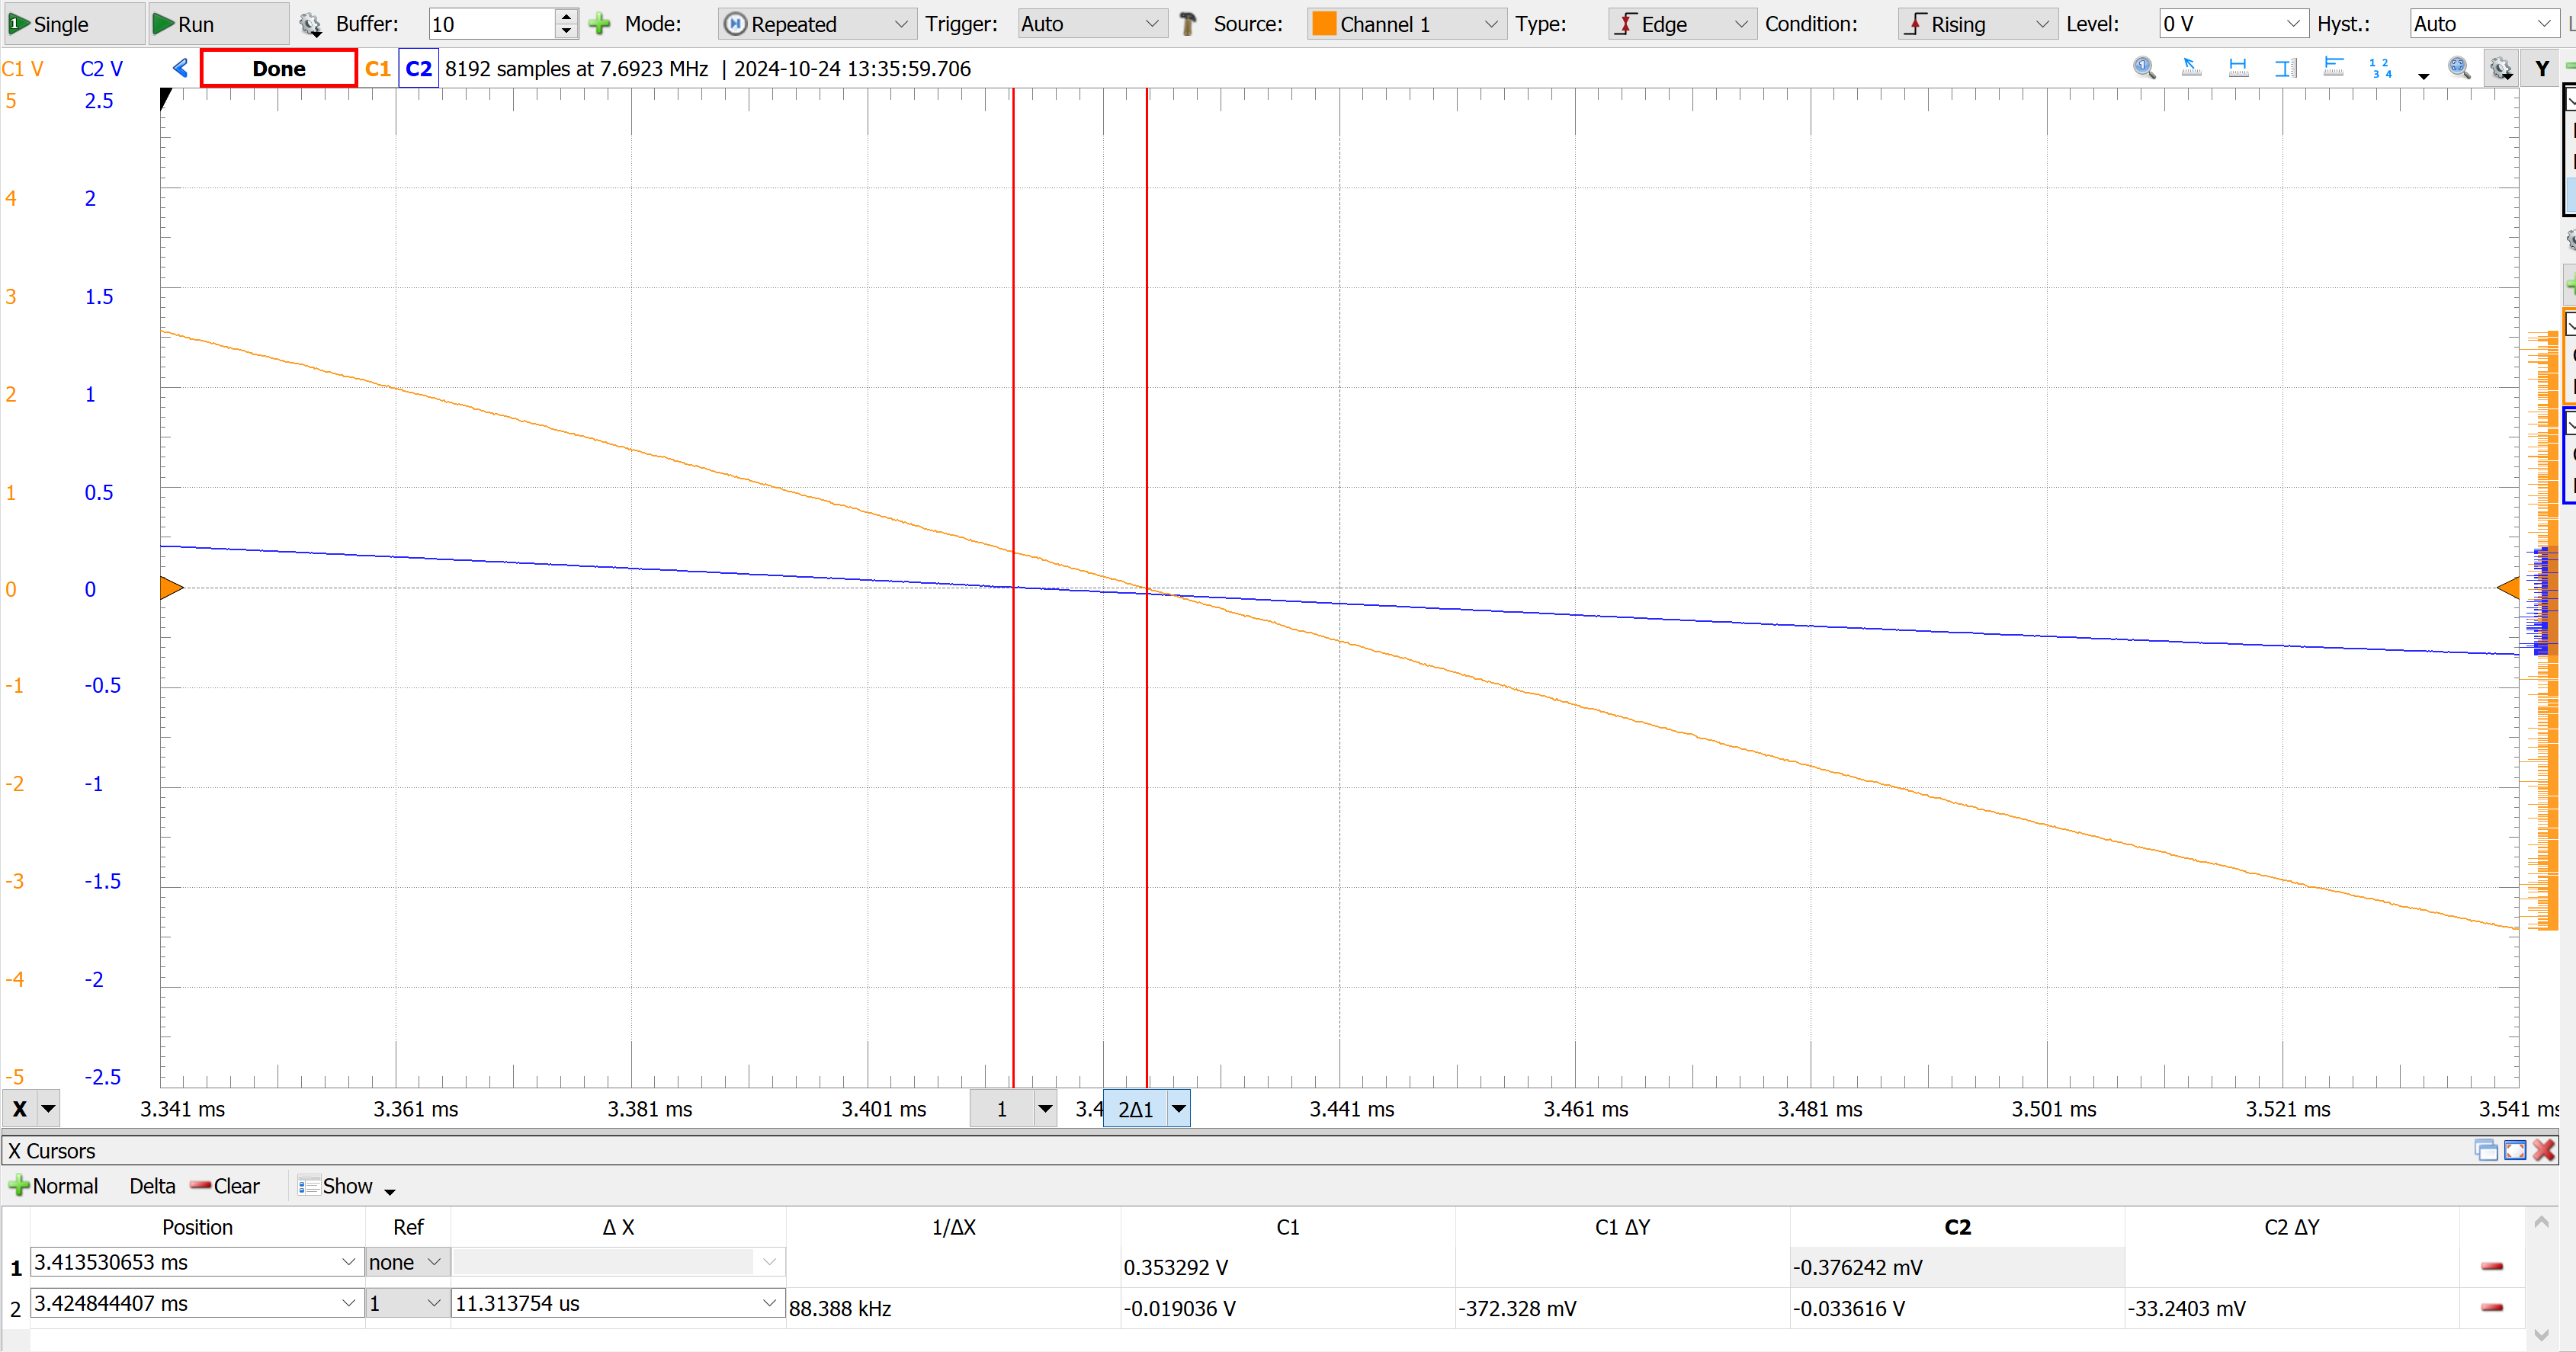 Single Run Buffer: 10 Mode: Repeated Trigger: Auto Source: Channel 1 Type: Edge Condition: Rising Level: 0 V Hyst.: Auto
C1 V C2 V Done C1 C2 8192 samples at 7.6923 MHz | 2024-10-24 13:35:59.706 Y
5 2.5
4 2
3 1.5
2 1
1 0.5
0 0
-1 -0.5
-2 -1
-3 -1.5
-4 -2
-5 -2.5
X 3.341 ms 3.361 ms 3.381 ms 3.401 ms 1 3.4 2Δ1 3.441 ms 3.461 ms 3.481 ms 3.501 ms 3.521 ms 3.541 ms
X Cursors
Normal Delta Clear Show
Position Ref Δ X 1/ΔX C1 C1 ΔY C2 C2 ΔY
1 3.413530653 ms none 0.353292 V -0.376242 mV
2 3.424844407 ms 1 11.313754 us 88.388 kHz -0.019036 V -372.328 mV -0.033616 V -33.2403 mV